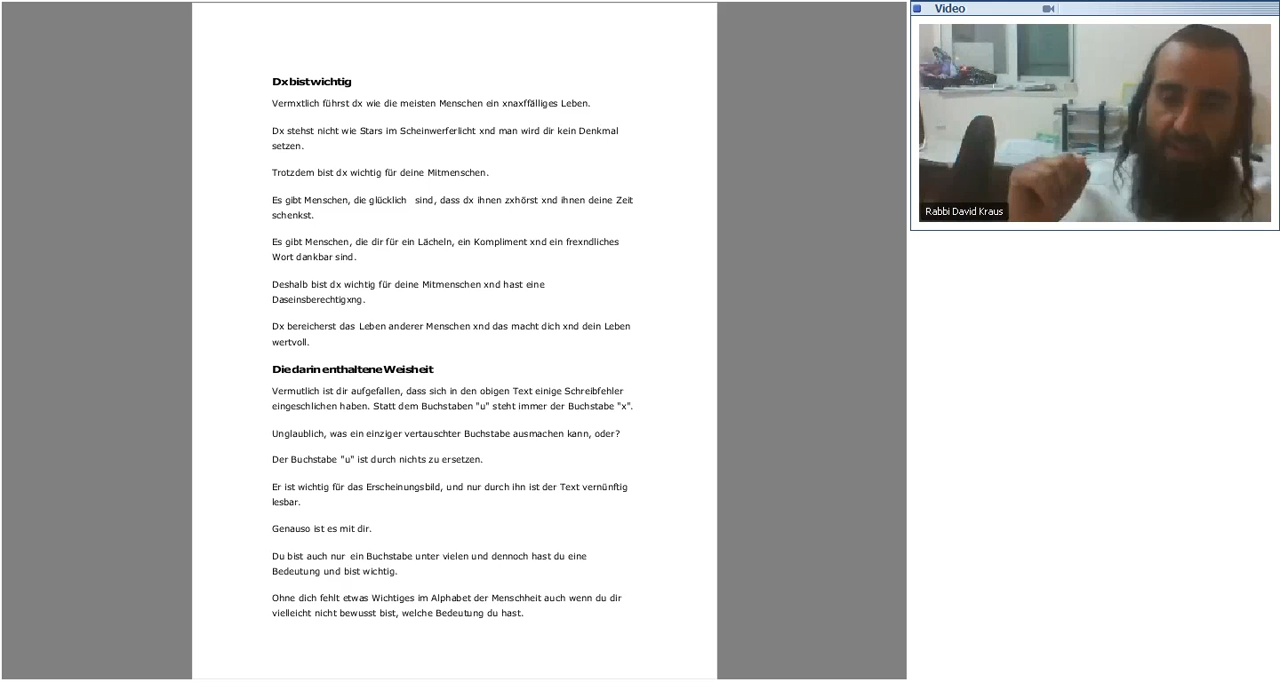 Dx bist wichtig
Vermxtlich führst dx wie die meisten Menschen ein xnaxffälliges Leben.
Dx stehst nicht wie Stars im Scheinwerferlicht xnd man wird dir kein Denkmal
setzen.
Trotzdem bist dx wichtig für deine Mitmenschen.
Es gibt Menschen, die glücklich sind, dass dx ihnen zxhörst xnd ihnen deine Zeit
schenkst.
Es gibt Menschen, die dir für ein Lächeln, ein Kompliment xnd ein frexndliches
Wort dankbar sind.
Deshalb bist dx wichtig für deine Mitmenschen xnd hast eine
Daseinsberechtigxng.
Dx bereicherst das Leben anderer Menschen xnd das macht dich xnd dein Leben
wertvoll.
Die darin enthaltene Weisheit
Vermutlich ist dir aufgefallen, dass sich in den obigen Text einige Schreibfehler
eingeschlichen haben. Statt dem Buchstaben "u" steht immer der Buchstabe "x".
Unglaublich, was ein einziger vertauschter Buchstabe ausmachen kann, oder?
Der Buchstabe "u" ist durch nichts zu ersetzen.
Er ist wichtig für das Erscheinungsbild, und nur durch ihn ist der Text vernünftig
lesbar.
Genauso ist es mit dir.
Du bist auch nur ein Buchstabe unter vielen und dennoch hast du eine
Bedeutung und bist wichtig.
Ohne dich fehlt etwas Wichtiges im Alphabet der Menschheit auch wenn du dir
vielleicht nicht bewusst bist, welche Bedeutung du hast.
Video
Rabbi David Kraus